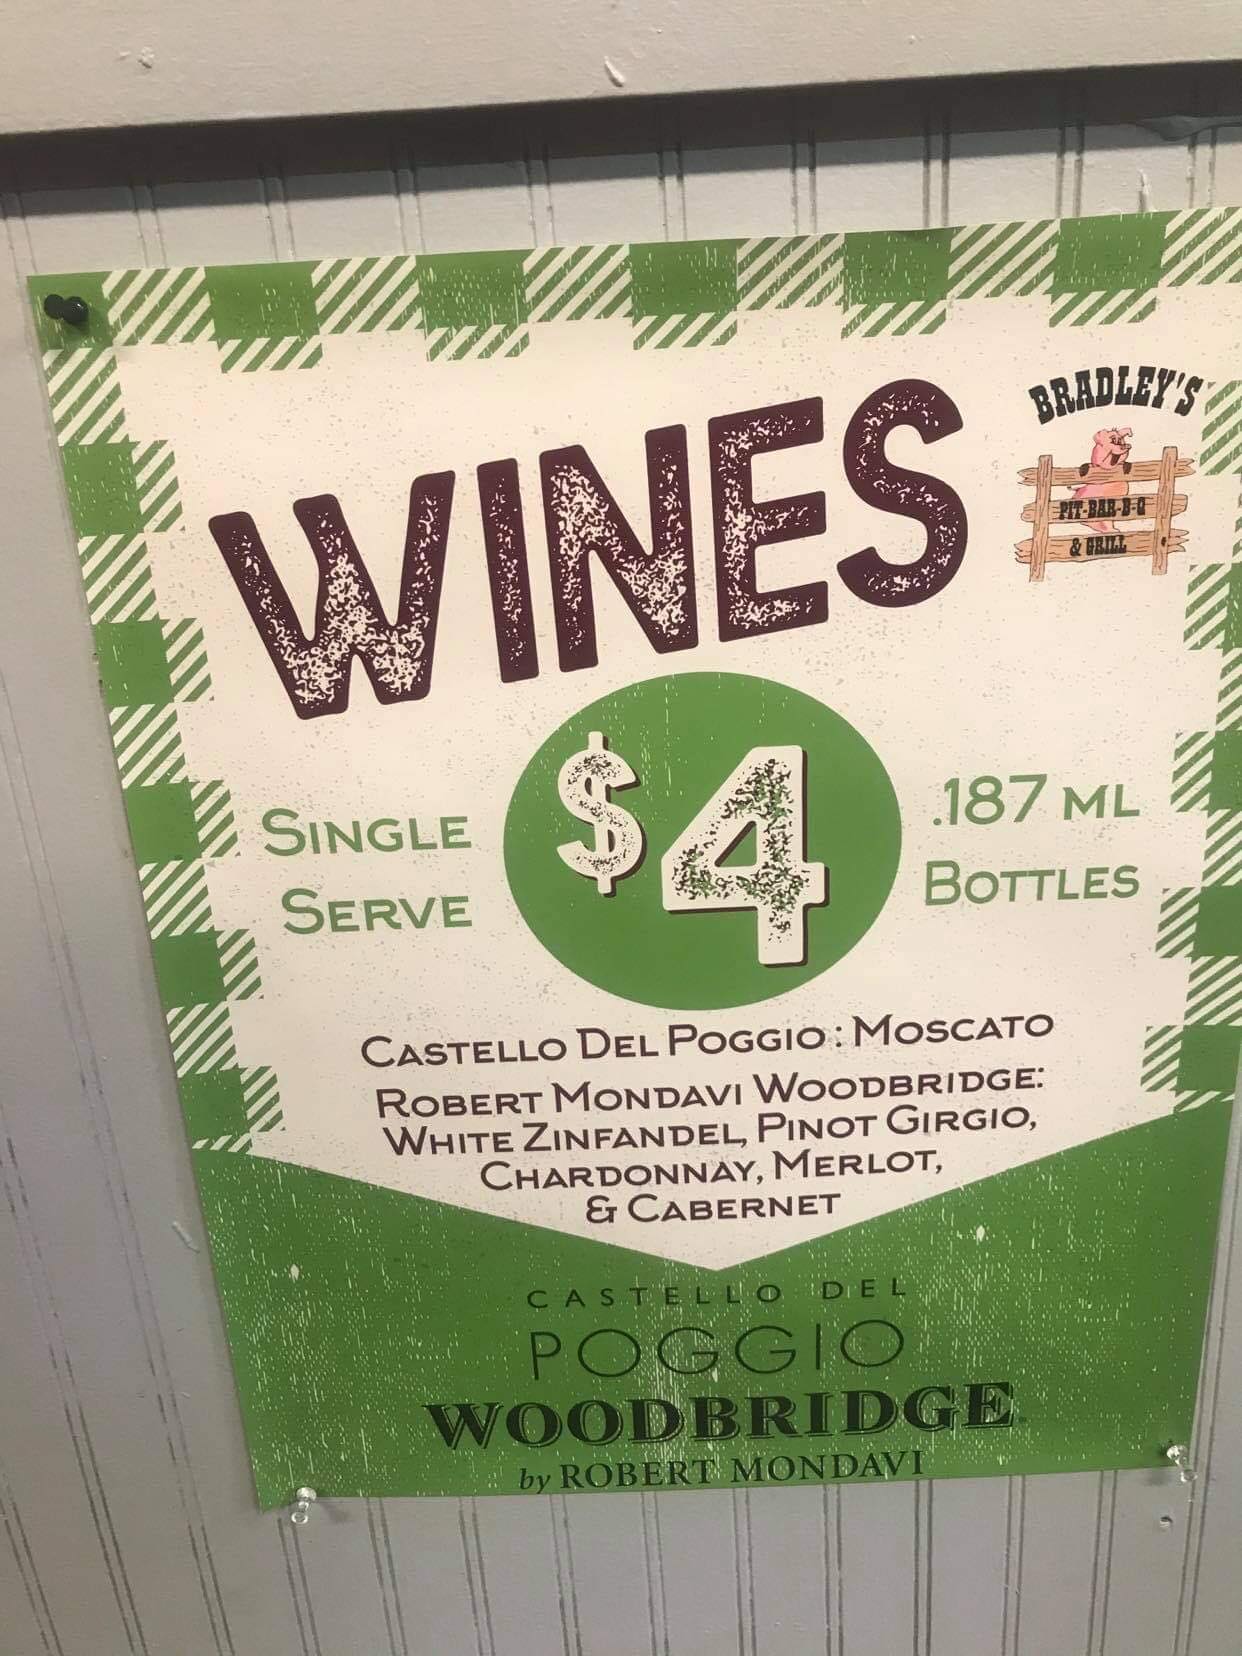 BRADLEY'S
PIT-BAR-B-Q
& GRILL
WINES
SINGLE
SERVE
$4
.187 ML
BOTTLES
CASTELLO DEL POGGIO: MOSCATO
ROBERT MONDAVI WOODBRIDGE:
WHITE ZINFANDEL, PINOT GIRGIO,
CHARDONNAY, MERLOT,
& CABERNET
CASTELLO DEL
POGGIO
WOODBRIDGE
by ROBERT MONDAVI